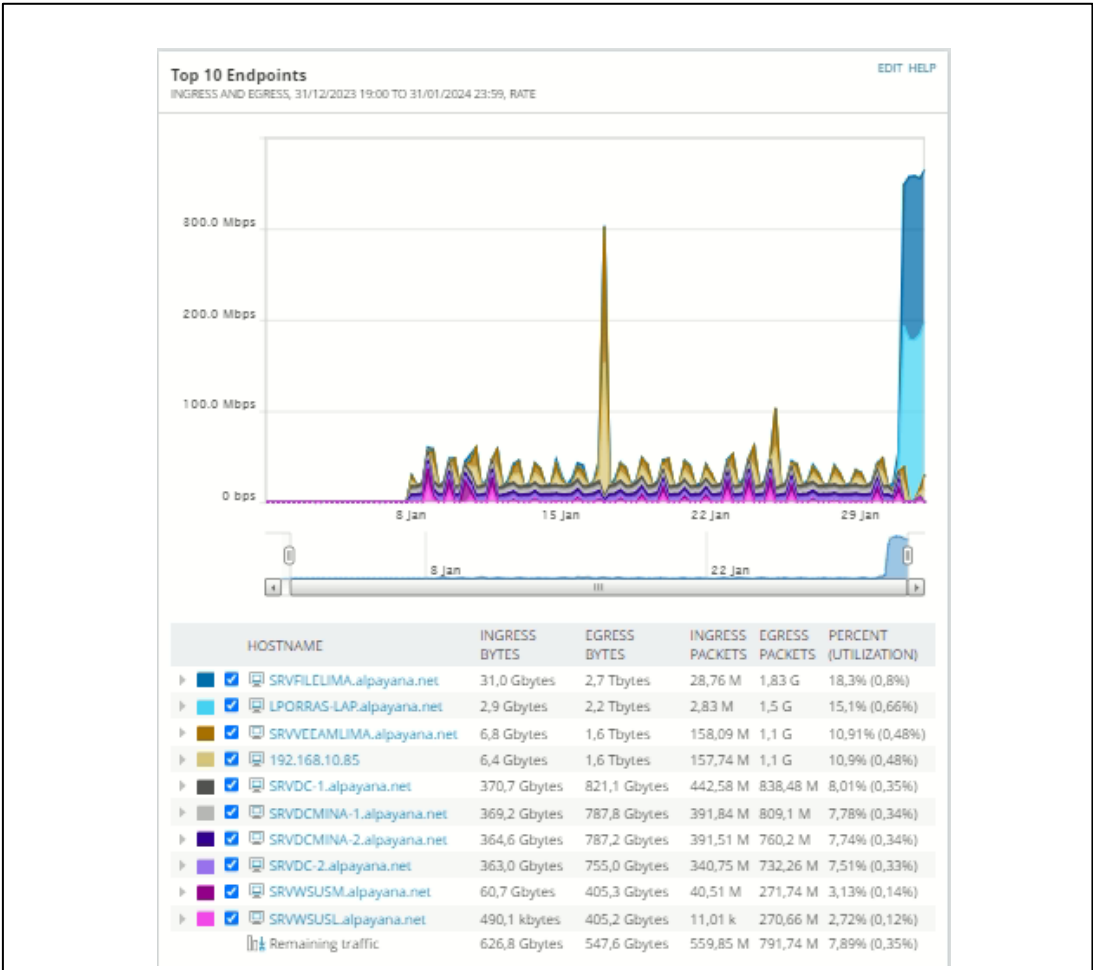 Top 10 Endpoints
EDIT HELP
INGRESS AND EGRESS, 31/12/2023 19:00 TO 31/01/2024 23:59, RATE
300.0 Mbps
200.0 Mbps
100.0 Mbps
0 bps
8 Jan 15 Jan 22 Jan 29 Jan
8 Jan 22 Jan
HOSTNAME INGRESS BYTES EGRESS BYTES INGRESS PACKETS EGRESS PACKETS PERCENT (UTILIZATION)
SRVFILELIMA.alpayana.net 31,0 Gbytes 2,7 Tbytes 28,76 M 1,83 G 18,3% (0,8%)
LPORRAS-LAP.alpayana.net 2,9 Gbytes 2,2 Tbytes 2,83 M 1,5 G 15,1% (0,66%)
SRVVEEAMLIMA.alpayana.net 6,8 Gbytes 1,6 Tbytes 158,09 M 1,1 G 10,91% (0,48%)
192.168.10.85 6,4 Gbytes 1,6 Tbytes 157,74 M 1,1 G 10,9% (0,48%)
SRVDC-1.alpayana.net 370,7 Gbytes 821,1 Gbytes 442,58 M 838,48 M 8,01% (0,35%)
SRVDCMINA-1.alpayana.net 369,2 Gbytes 787,8 Gbytes 391,84 M 809,1 M 7,78% (0,34%)
SRVDCMINA-2.alpayana.net 364,6 Gbytes 787,2 Gbytes 391,51 M 760,2 M 7,74% (0,34%)
SRVDC-2.alpayana.net 363,0 Gbytes 755,0 Gbytes 340,75 M 732,26 M 7,51% (0,33%)
SRVWSUSM.alpayana.net 60,7 Gbytes 405,3 Gbytes 40,51 M 271,74 M 3,13% (0,14%)
SRVWSUSL.alpayana.net 490,1 kbytes 405,2 Gbytes 11,01 k 270,66 M 2,72% (0,12%)
Remaining traffic 626,8 Gbytes 547,6 Gbytes 559,85 M 791,74 M 7,89% (0,35%)